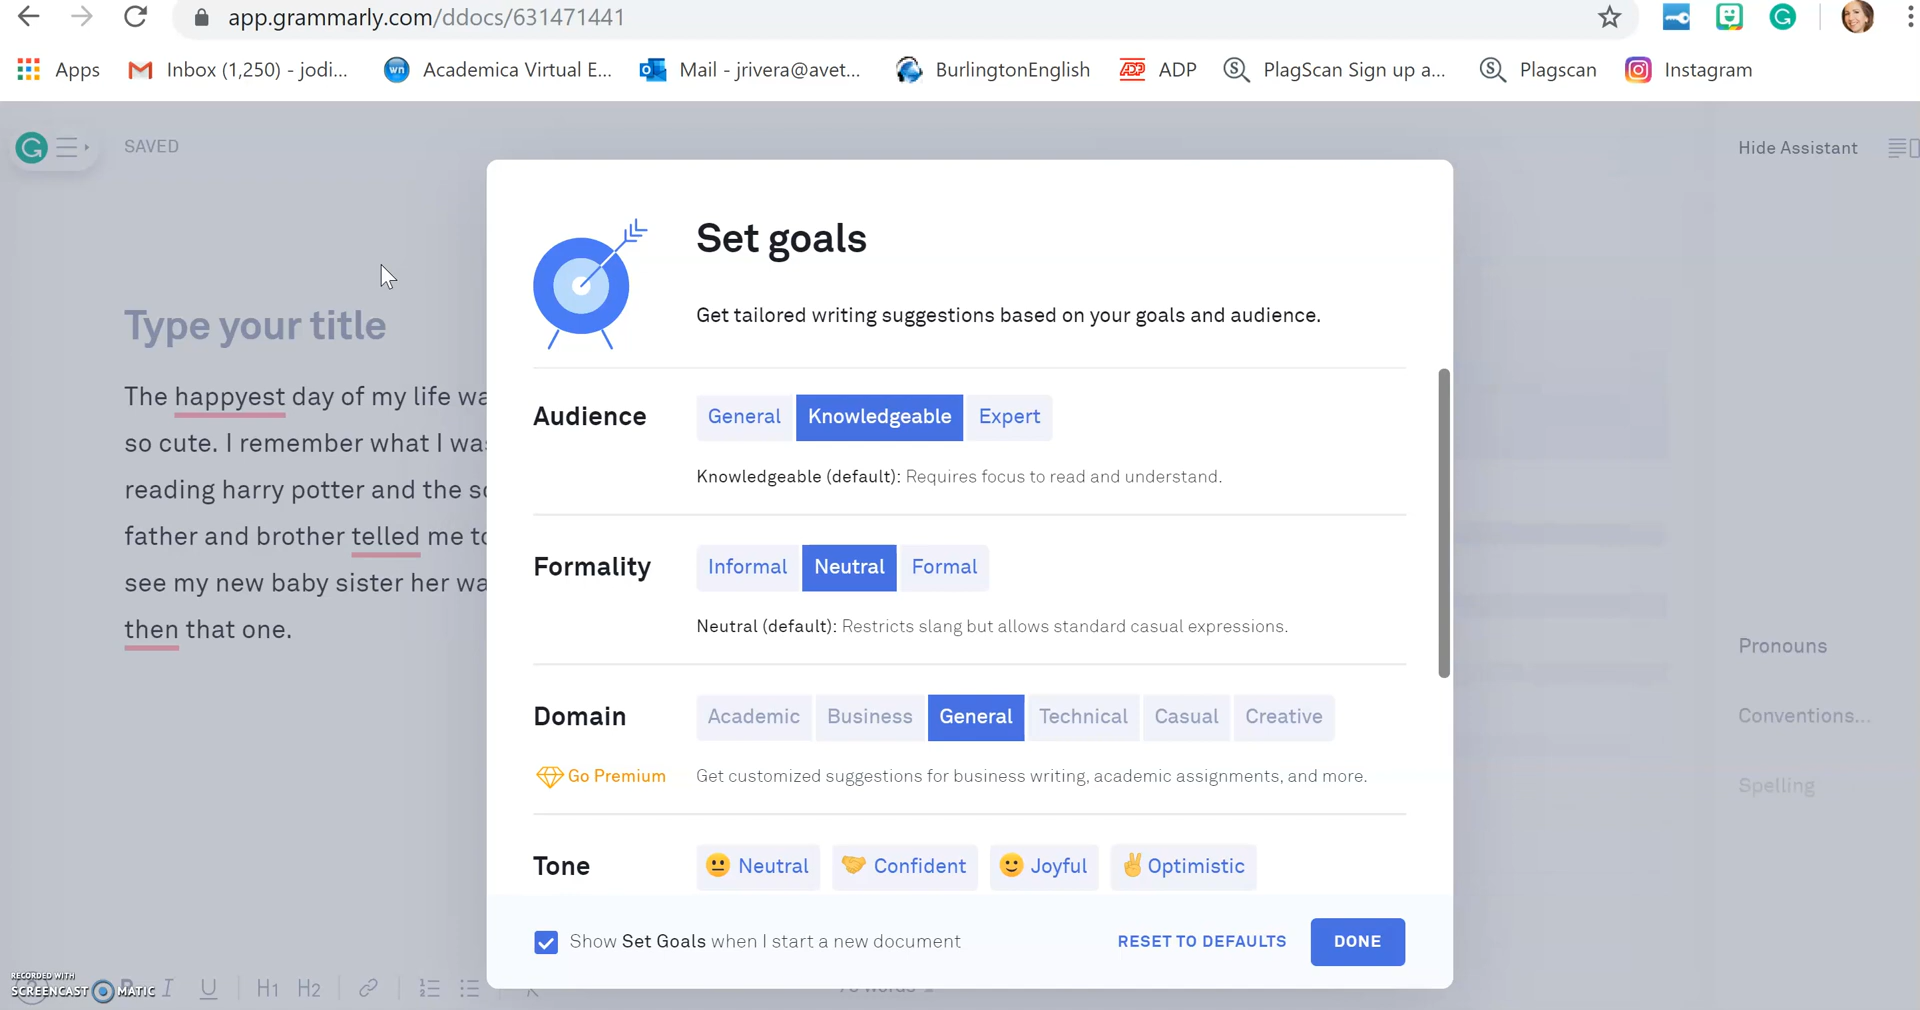 app.grammarly.com/ddocs/631471441
Apps Inbox (1,250) - jodi... Academica Virtual E... Mail - jrivera@avet... BurlingtonEnglish ADP PlagScan Sign up a... Plagscan Instagram
SAVED
Hide Assistant
Set goals
Get tailored writing suggestions based on your goals and audience.
Type your title
The happyest day of my life wa
so cute. I remember what I was
reading harry potter and the so
father and brother telled me to
see my new baby sister her wa
then that one.
Audience General Knowledgeable Expert
Knowledgeable (default): Requires focus to read and understand.
Formality Informal Neutral Formal
Neutral (default): Restricts slang but allows standard casual expressions.
Domain Academic Business General Technical Casual Creative
Go Premium Get customized suggestions for business writing, academic assignments, and more.
Tone Neutral Confident Joyful Optimistic
Show Set Goals when I start a new document RESET TO DEFAULTS DONE
Pronouns
Conventions...
Spelling
RECORDED WITH
SCREENCAST MATIC
I U H1 H2
words